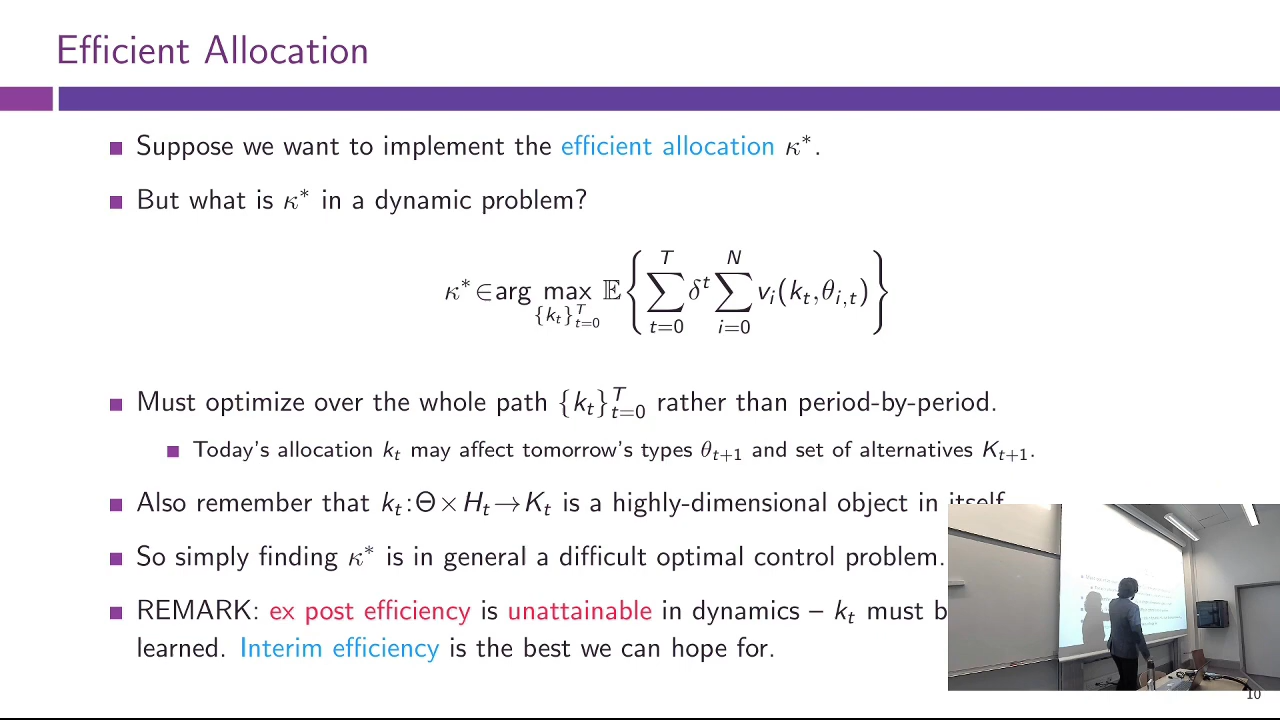 Efficient Allocation
Suppose we want to implement the efficient allocation κ*.
But what is κ* in a dynamic problem?
κ* ∈ arg max_{{k_t}_{t=0}^T} 𝔼 { ∑_{t=0}^{T} δ^t ∑_{i=0}^{N} v_i(k_t, θ_{i,t}) }
Must optimize over the whole path {k_t}_{t=0}^T rather than period-by-period.
Today's allocation k_t may affect tomorrow's types θ_{t+1} and set of alternatives K_{t+1}.
Also remember that k_t : Θ × H_t → K_t is a highly-dimensional object in itself
So simply finding κ* is in general a difficult optimal control problem.
REMARK: ex post efficiency is unattainable in dynamics – k_t must b
learned. Interim efficiency is the best we can hope for.
10